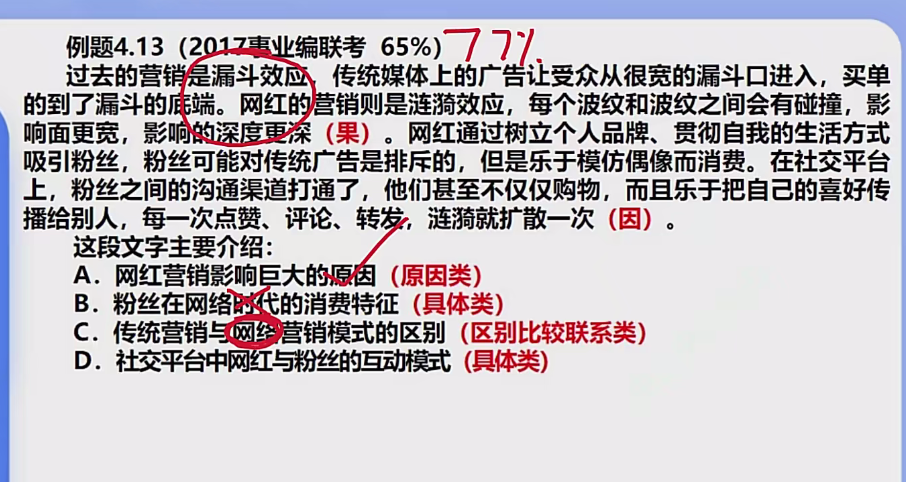 例题4.13（2017事业编联考 65%）77%
过去的营销是漏斗效应，传统媒体上的广告让受众从很宽的漏斗口进入，买单
的到了漏斗的底端。网红的营销则是涟漪效应，每个波纹和波纹之间会有碰撞，影
响面更宽，影响的深度更深（果）。网红通过树立个人品牌、贯彻自我的生活方式
吸引粉丝，粉丝可能对传统广告是排斥的，但是乐于模仿偶像而消费。在社交平台
上，粉丝之间的沟通渠道打通了，他们甚至不仅仅购物，而且乐于把自己的喜好传
播给别人，每一次点赞、评论、转发，涟漪就扩散一次（因）。
这段文字主要介绍：
A．网红营销影响巨大的原因（原因类）
B．粉丝在网络时代的消费特征（具体类）
C．传统营销与网络营销模式的区别（区别比较联系类）
D．社交平台中网红与粉丝的互动模式（具体类）